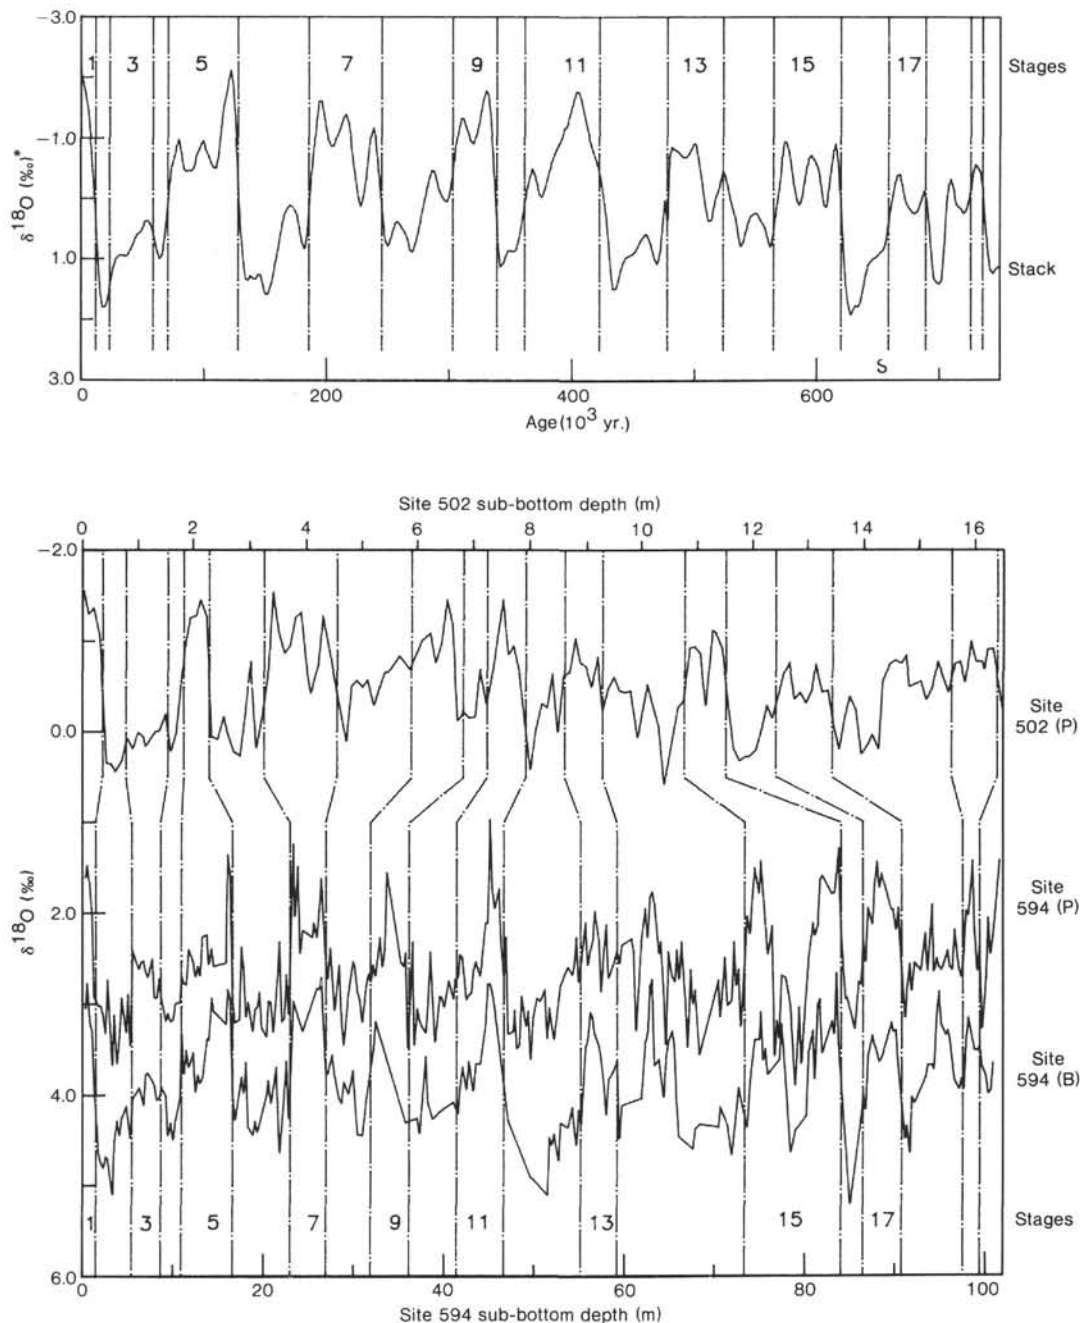 −3.0
1 3 5 7 9 11 13 15 17 Stages
−1.0
δ18O (‰)*
1.0 Stack
S
3.0
0 200 400 600
Age(10³ yr.)
Site 502 sub-bottom depth (m)
0 2 4 6 8 10 12 14 16
−2.0
Site
502 (P)
0.0
δ18O (‰)
Site
594 (P)
2.0
Site
594 (B)
4.0
1 3 5 7 9 11 13 15 17 Stages
6.0
0 20 40 60 80 100
Site 594 sub-bottom depth (m)